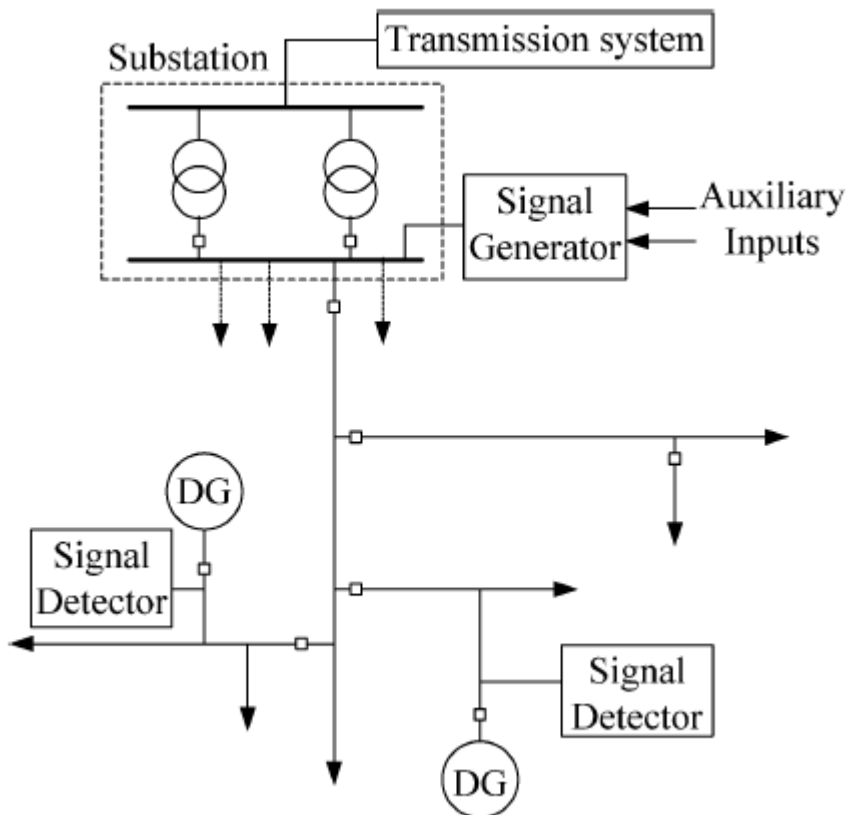 Transmission system
Substation
Signal
Generator
Auxiliary
Inputs
DG
Signal
Detector
Signal
Detector
DG